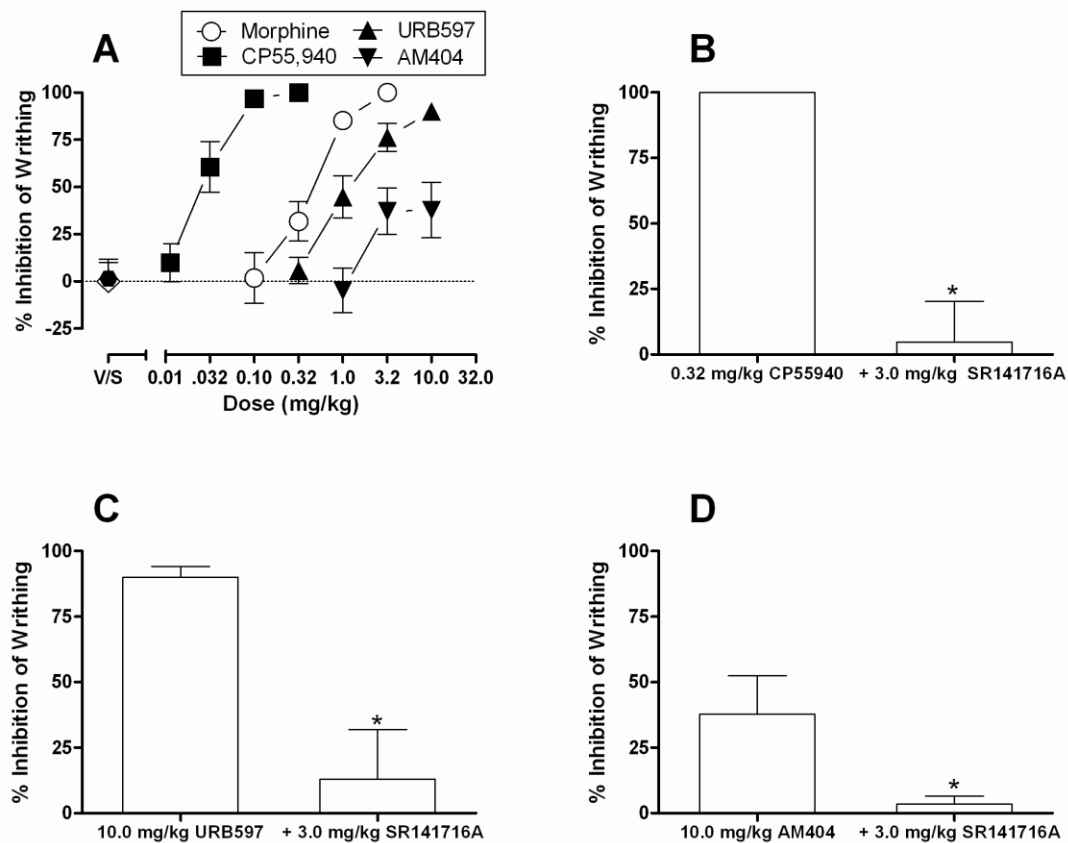 A
Morphine
CP55,940
URB597
AM404
% Inhibition of Writhing
100
75
50
25
0
-25
V/S 0.01 .032 0.10 0.32 1.0 3.2 10.0 32.0
Dose (mg/kg)
B
% Inhibition of Writhing
100
75
50
25
0
*
0.32 mg/kg CP55940 + 3.0 mg/kg SR141716A
C
% Inhibition of Writhing
100
75
50
25
0
*
10.0 mg/kg URB597 + 3.0 mg/kg SR141716A
D
% Inhibition of Writhing
100
75
50
25
0
*
10.0 mg/kg AM404 + 3.0 mg/kg SR141716A